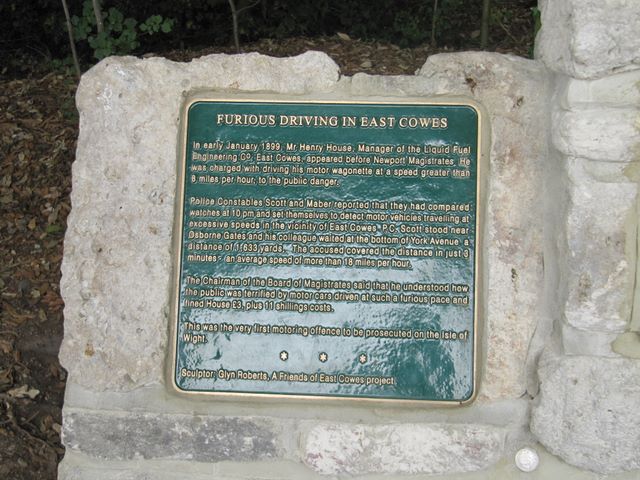 FURIOUS DRIVING IN EAST COWES
In early January 1899, Mr Henry House, Manager of the Liquid Fuel
Engineering Co. East Cowes, appeared before Newport Magistrates. He
was charged with driving his motor wagonette at a speed greater than
8 miles per hour, to the public danger.
Police Constables Scott and Maber reported that they had compared
watches at 10 pm and set themselves to detect motor vehicles travelling at
excessive speeds in the vicinity of East Cowes. P.C. Scott stood near
Osborne Gates and his colleague waited at the bottom of York Avenue, a
distance of 1,633 yards. The accused covered the distance in just 3
minutes - an average speed of more than 18 miles per hour.
The Chairman of the Board of Magistrates said that he understood how
the public was terrified by motor cars driven at such a furious pace and
fined House £3, plus 11 shillings costs.
This was the very first motoring offence to be prosecuted on the Isle of
Wight.
* * *
Sculptor: Glyn Roberts, A Friends of East Cowes project.